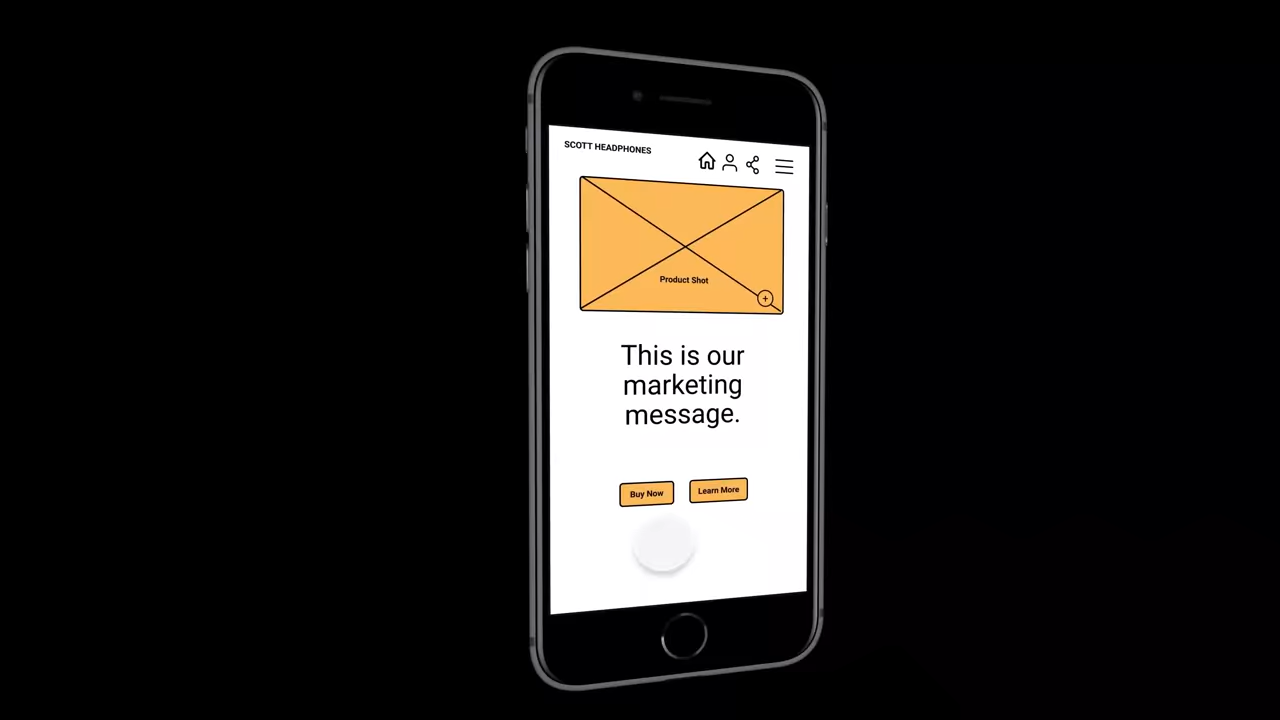 SCOTT HEADPHONES
Product Shot
This is our
marketing
message.
Buy Now
Learn More